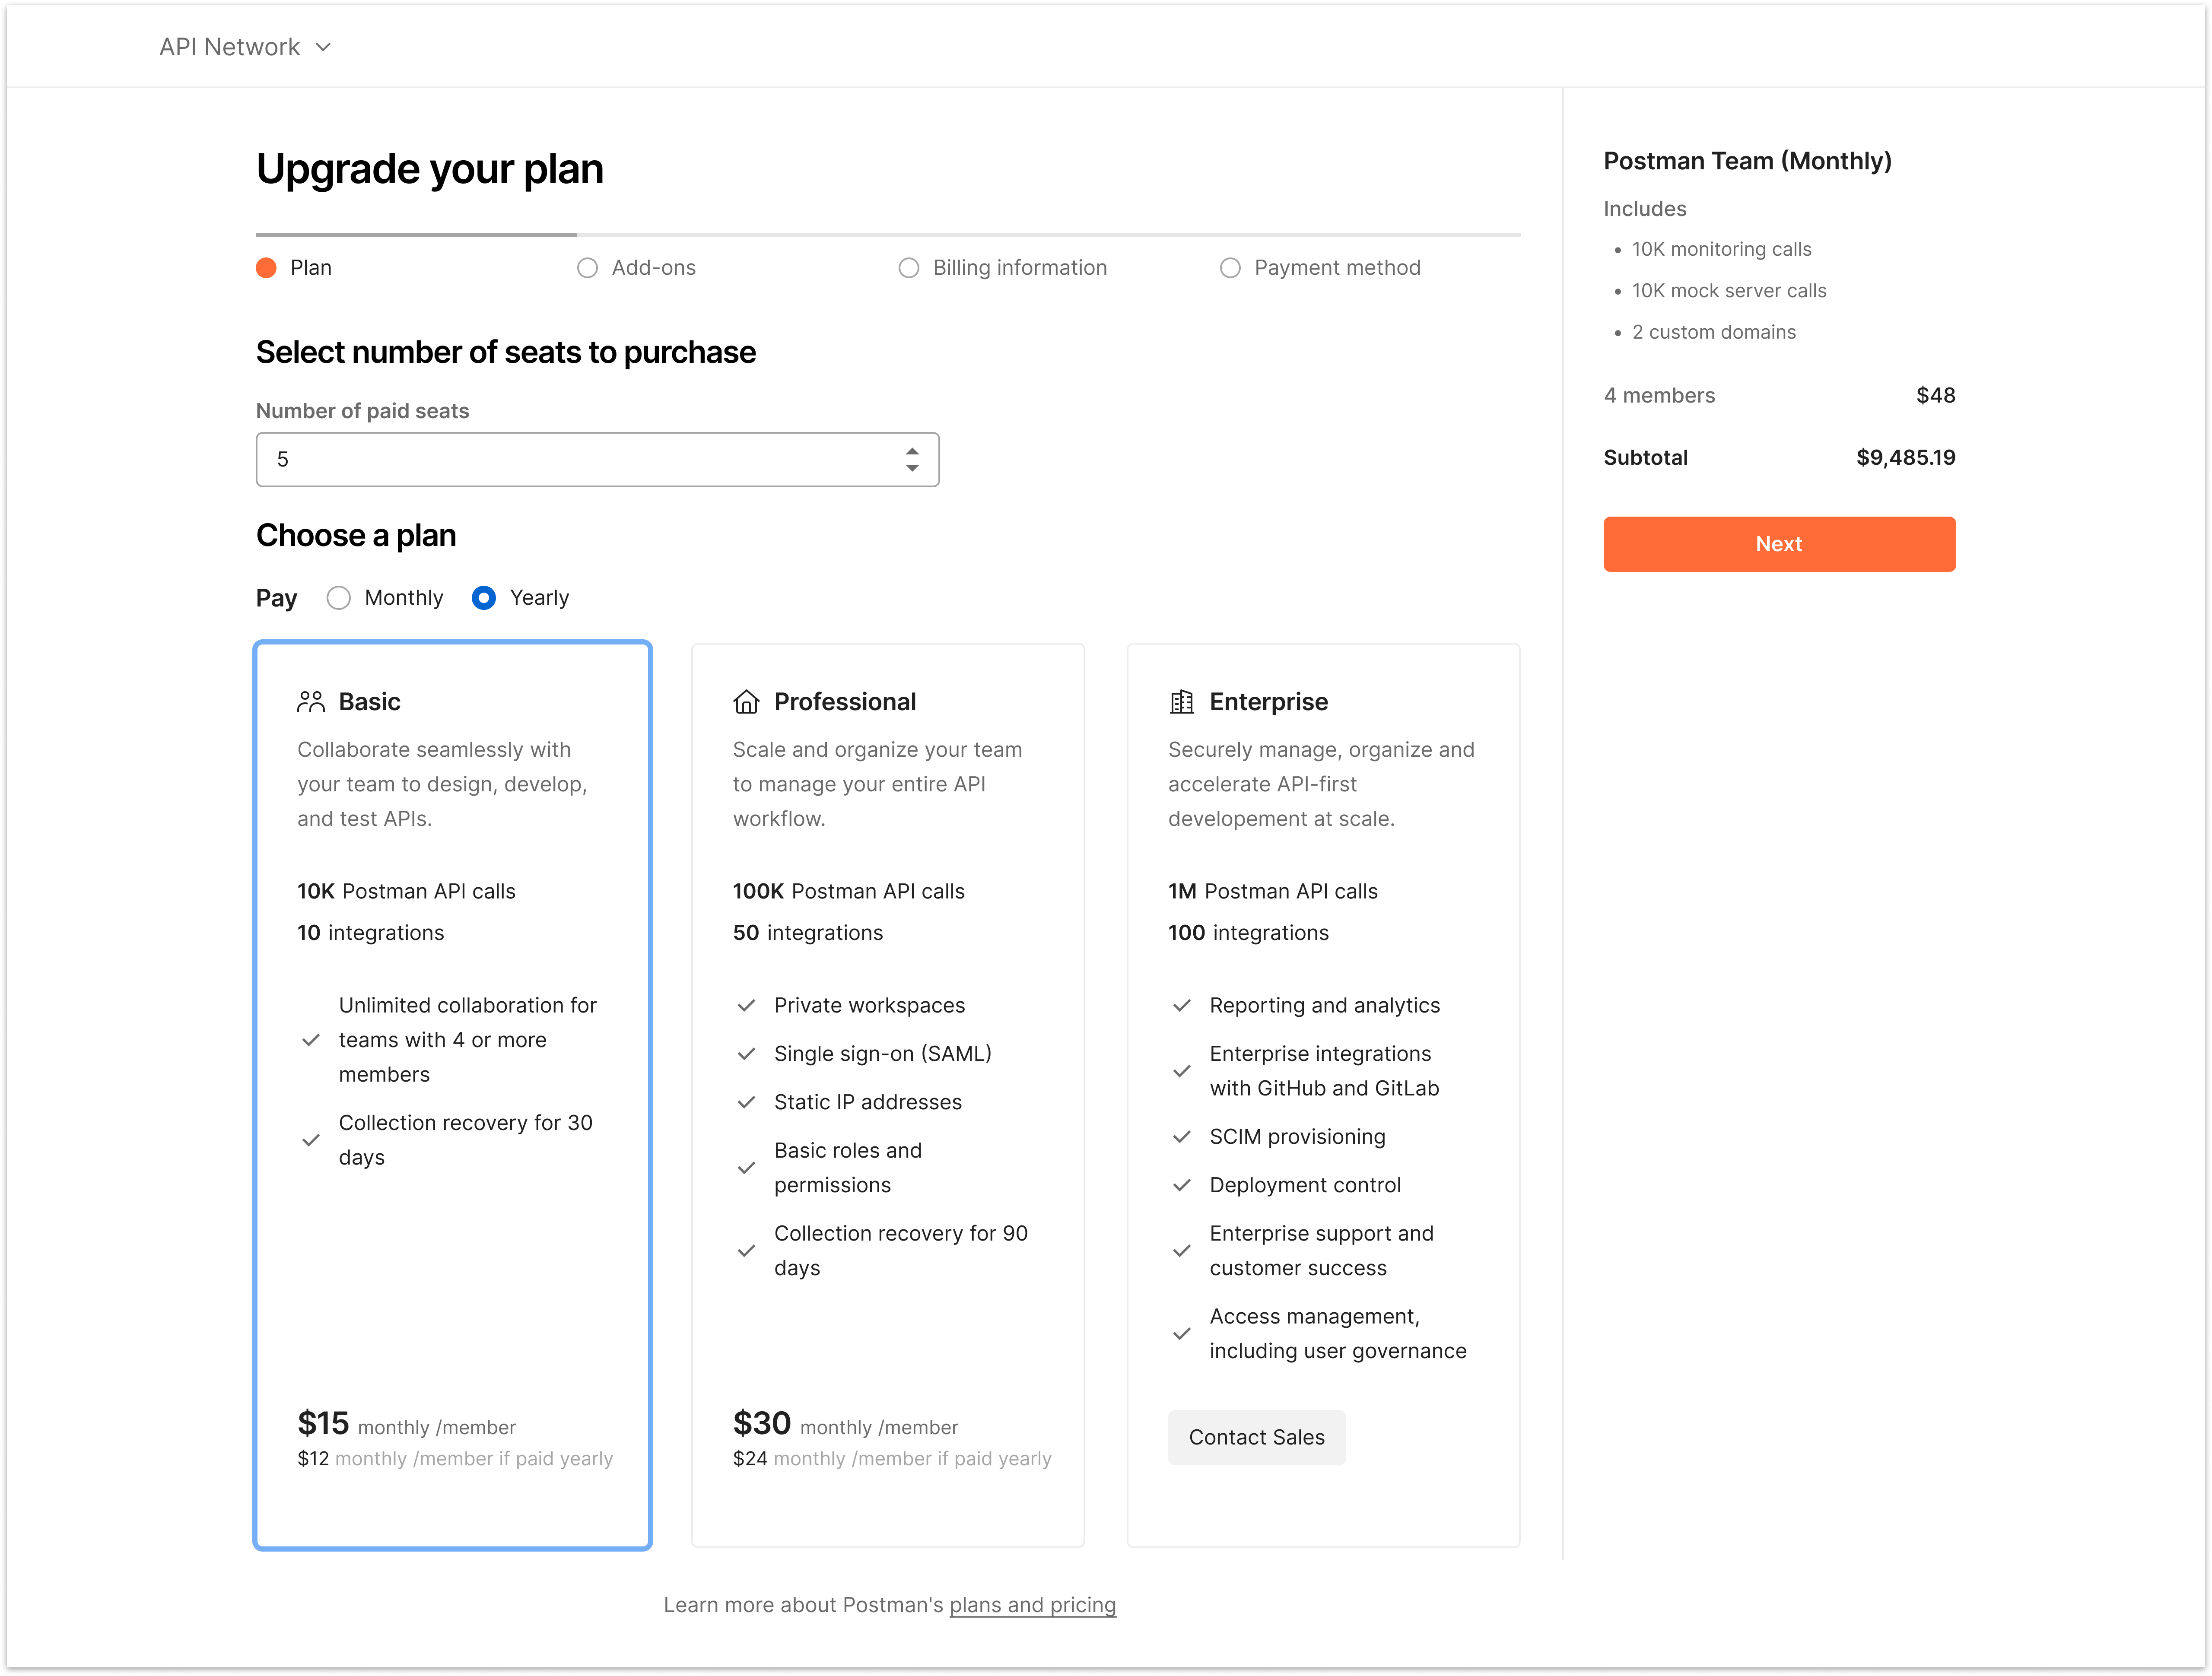 API Network
Upgrade your plan
Plan
Add-ons
Billing information
Payment method
Select number of seats to purchase
Number of paid seats
5
Choose a plan
Pay
Monthly
Yearly
Basic
Collaborate seamlessly with
your team to design, develop,
and test APIs.
10K Postman API calls
10 integrations
Unlimited collaboration for
teams with 4 or more
members
Collection recovery for 30
days
$15 monthly /member
$12 monthly /member if paid yearly
Professional
Scale and organize your team
to manage your entire API
workflow.
100K Postman API calls
50 integrations
Private workspaces
Single sign-on (SAML)
Static IP addresses
Basic roles and
permissions
Collection recovery for 90
days
$30 monthly /member
$24 monthly /member if paid yearly
Enterprise
Securely manage, organize and
accelerate API-first
developement at scale.
1M Postman API calls
100 integrations
Reporting and analytics
Enterprise integrations
with GitHub and GitLab
SCIM provisioning
Deployment control
Enterprise support and
customer success
Access management,
including user governance
Contact Sales
Learn more about Postman's plans and pricing
Postman Team (Monthly)
Includes
• 10K monitoring calls
• 10K mock server calls
• 2 custom domains
4 members $48
Subtotal $9,485.19
Next